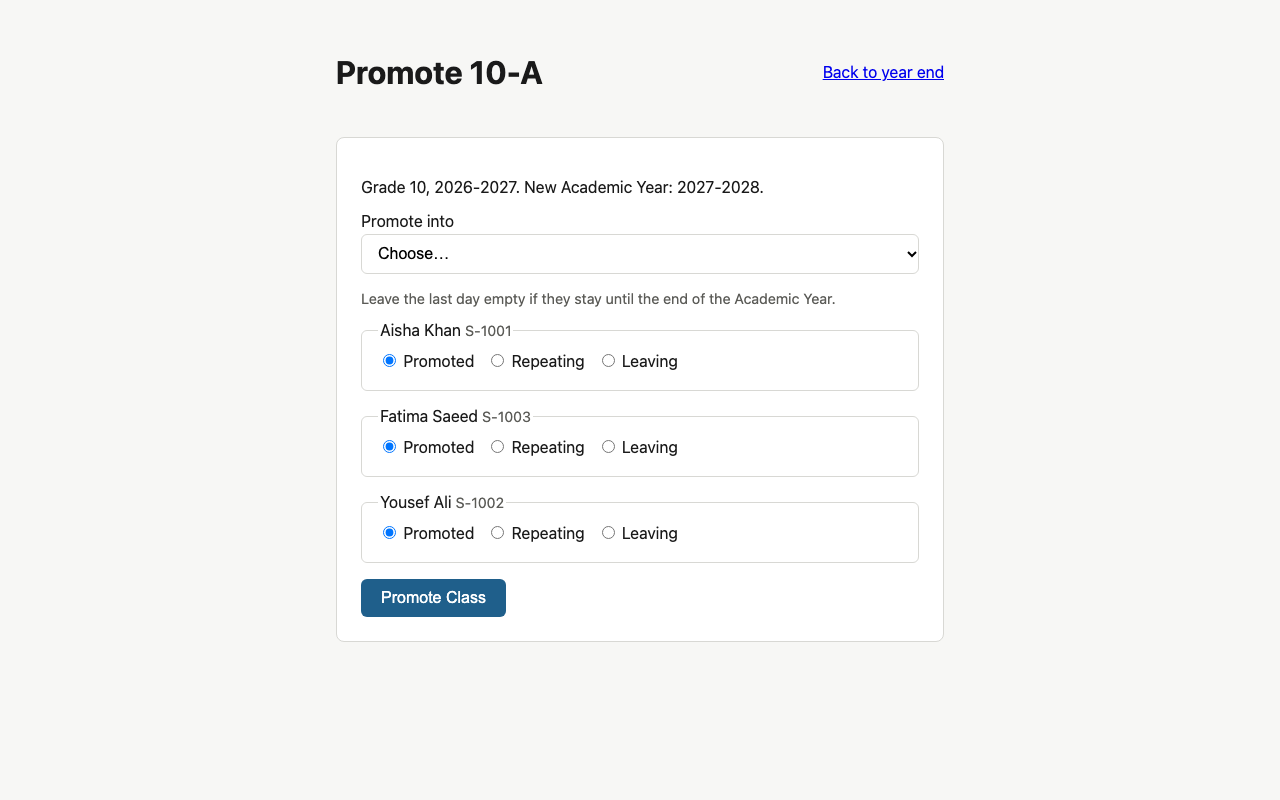 Promote 10-A
Back to year end
Grade 10, 2026-2027. New Academic Year: 2027-2028.
Promote into
Choose…
Leave the last day empty if they stay until the end of the Academic Year.
Aisha Khan S-1001
Promoted Repeating Leaving
Fatima Saeed S-1003
Promoted Repeating Leaving
Yousef Ali S-1002
Promoted Repeating Leaving
Promote Class